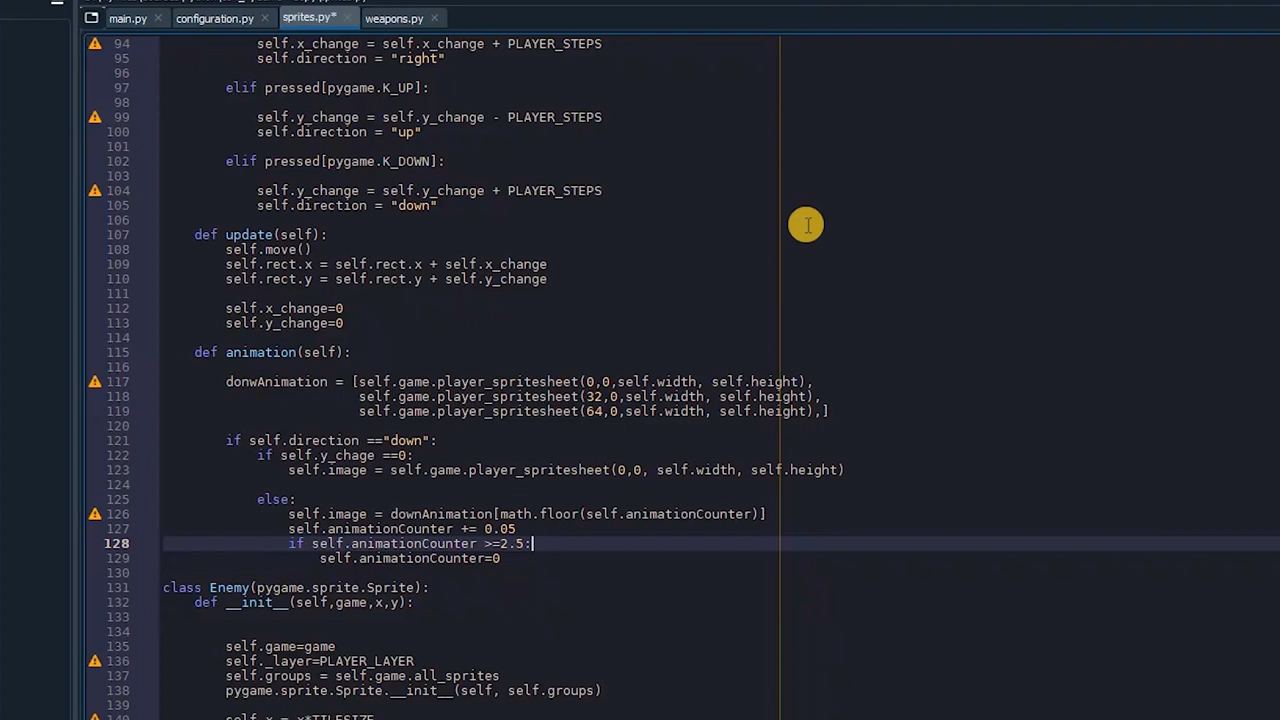 main.py
configuration.py
sprites.py*
weapons.py
94 self.x_change = self.x_change + PLAYER_STEPS
95 self.direction = "right"
96
97 elif pressed[pygame.K_UP]:
98
99 self.y_change = self.y_change - PLAYER_STEPS
100 self.direction = "up"
101
102 elif pressed[pygame.K_DOWN]:
103
104 self.y_change = self.y_change + PLAYER_STEPS
105 self.direction = "down"
106
107 def update(self):
108 self.move()
109 self.rect.x = self.rect.x + self.x_change
110 self.rect.y = self.rect.y + self.y_change
111
112 self.x_change=0
113 self.y_change=0
114
115 def animation(self):
116
117 donwAnimation = [self.game.player_spritesheet(0,0,self.width, self.height),
118 self.game.player_spritesheet(32,0,self.width, self.height),
119 self.game.player_spritesheet(64,0,self.width, self.height),]
120
121 if self.direction =="down":
122 if self.y_chage ==0:
123 self.image = self.game.player_spritesheet(0,0, self.width, self.height)
124
125 else:
126 self.image = downAnimation[math.floor(self.animationCounter)]
127 self.animationCounter += 0.05
128 if self.animationCounter >=2.5:
129 self.animationCounter=0
130
131 class Enemy(pygame.sprite.Sprite):
132 def __init__(self,game,x,y):
133
134
135 self.game=game
136 self._layer=PLAYER_LAYER
137 self.groups = self.game.all_sprites
138 pygame.sprite.Sprite.__init__(self, self.groups)
139
140 self.x = x*TILESIZE